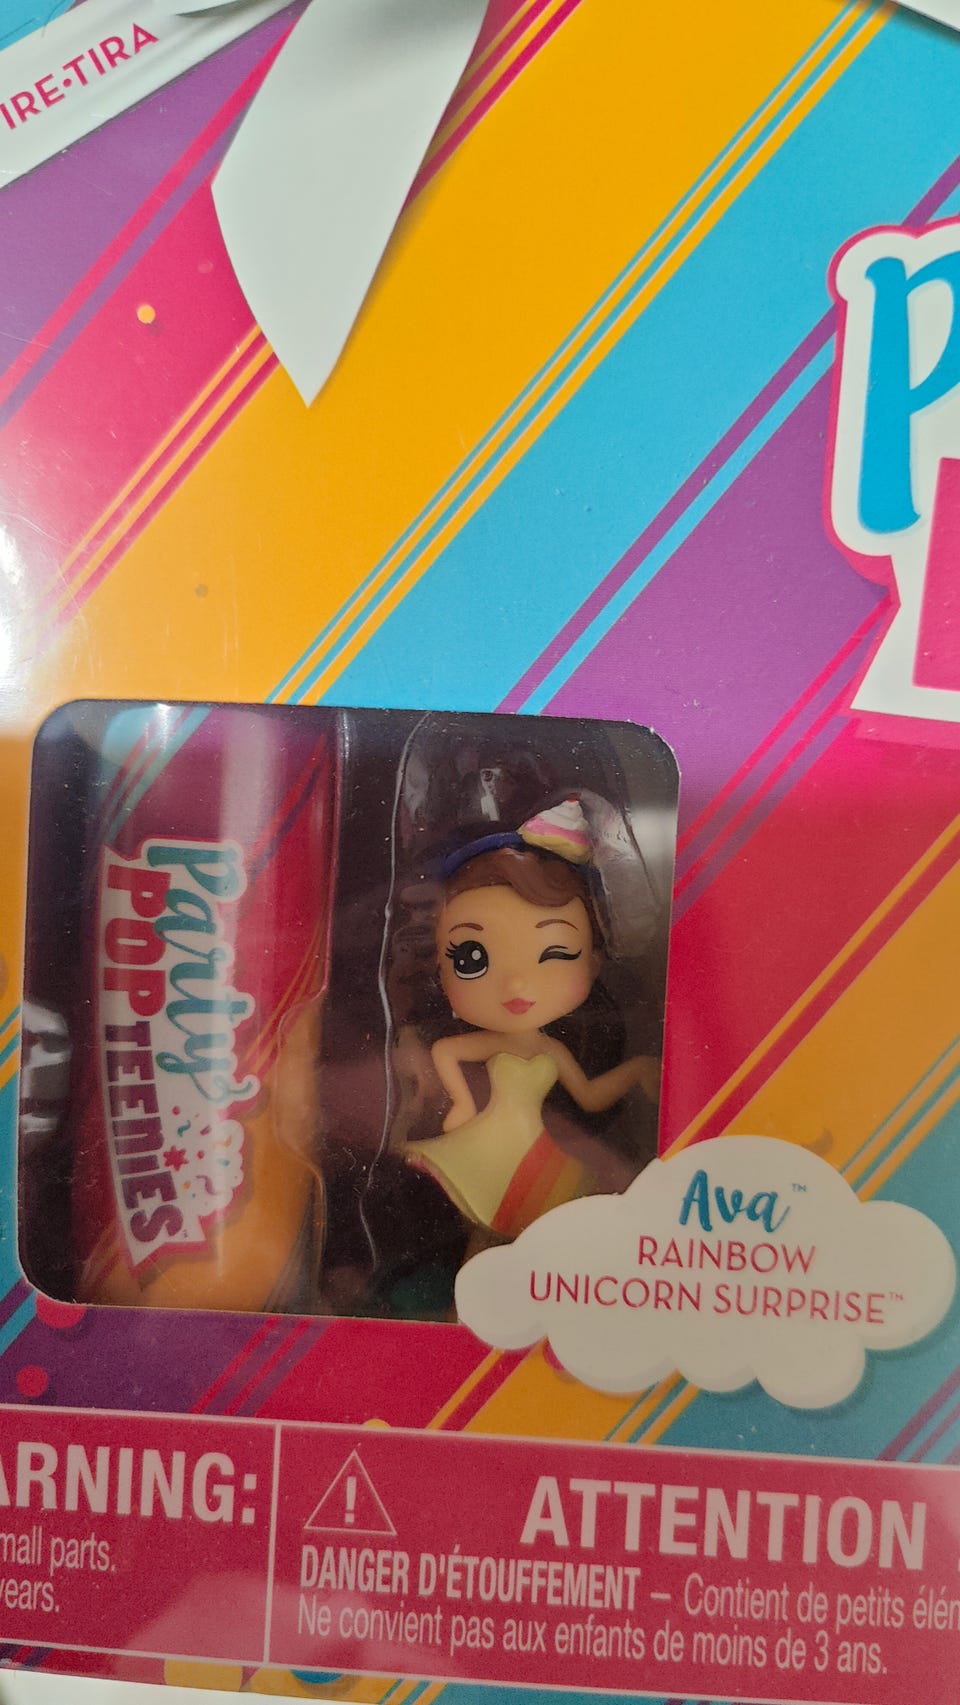 IRE•TIRA
P
Party
POP
TEENIES
Ava™
RAINBOW
UNICORN SURPRISE™
ARNING:
mall parts.
years.
ATTENTION
DANGER D'ÉTOUFFEMENT – Contient de petits élém
Ne convient pas aux enfants de moins de 3 ans.